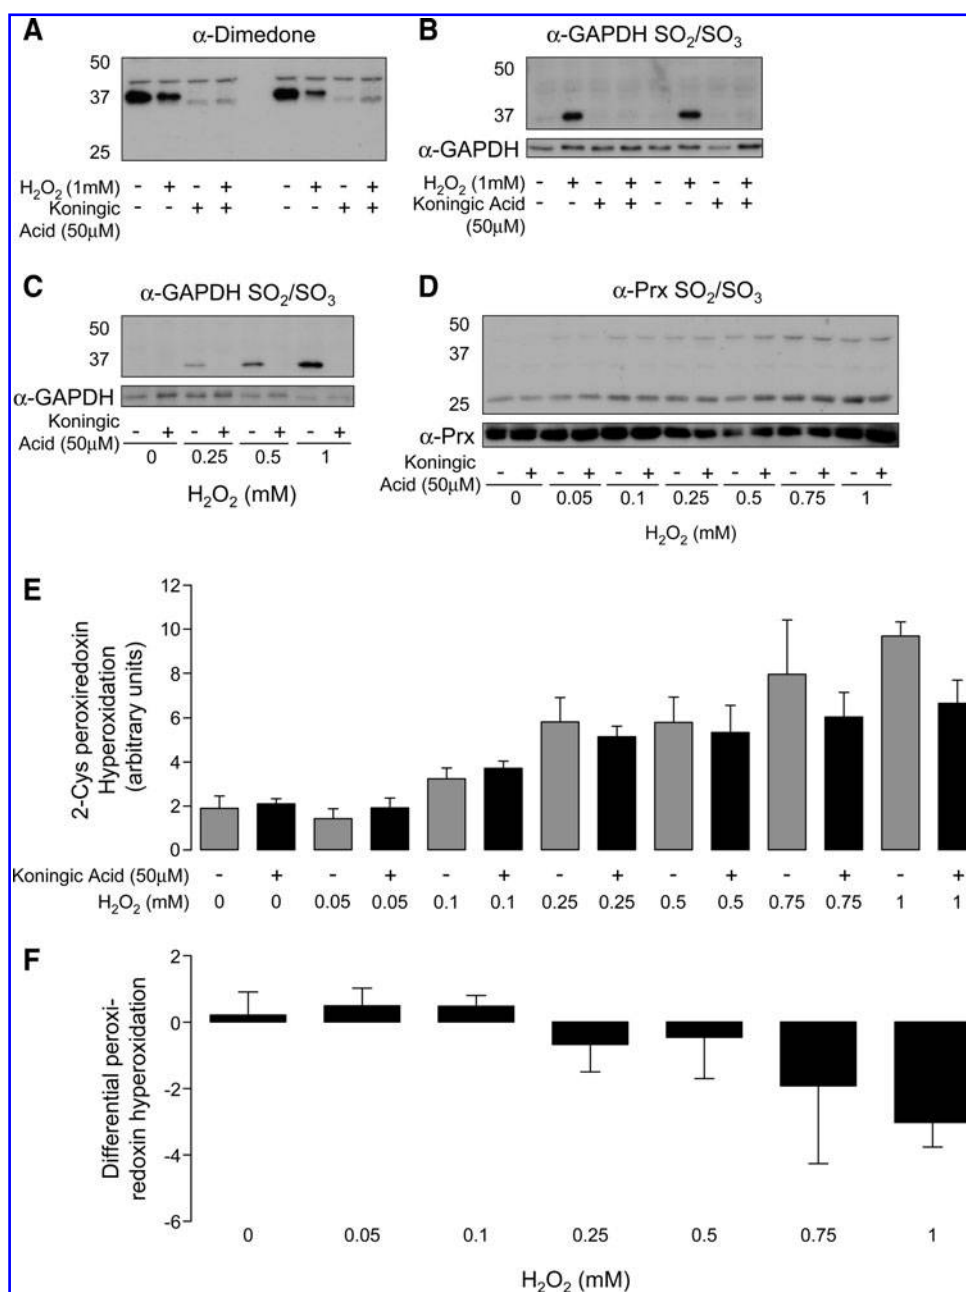 A
α-Dimedone
50
37
25
H2O2 (1mM) - + - + - + - +
Koningic + + + +
Acid (50μM)
B
α-GAPDH SO2/SO3
50
37
α-GAPDH
H2O2 (1mM) - + - + - + - +
Koningic Acid + + + +
(50μM)
C
α-GAPDH SO2/SO3
50
37
α-GAPDH
Koningic - + - + - + - +
Acid (50μM)
0 0.25 0.5 1
H2O2 (mM)
D
α-Prx SO2/SO3
50
37
25
α-Prx
Koningic - + - + - + - + - + - + - +
Acid (50μM)
0 0.05 0.1 0.25 0.5 0.75 1
H2O2 (mM)
E
2-Cys peroxiredoxin
Hyperoxidation
(arbitrary units)
12
10
8
6
4
2
0
Koningic Acid (50μM) - + - + - + - + - + - + - +
H2O2 (mM) 0 0 0.05 0.05 0.1 0.1 0.25 0.25 0.5 0.5 0.75 0.75 1 1
F
Differential peroxi-
redoxin hyperoxidation
2
0
-2
-4
-6
0 0.05 0.1 0.25 0.5 0.75 1
H2O2 (mM)